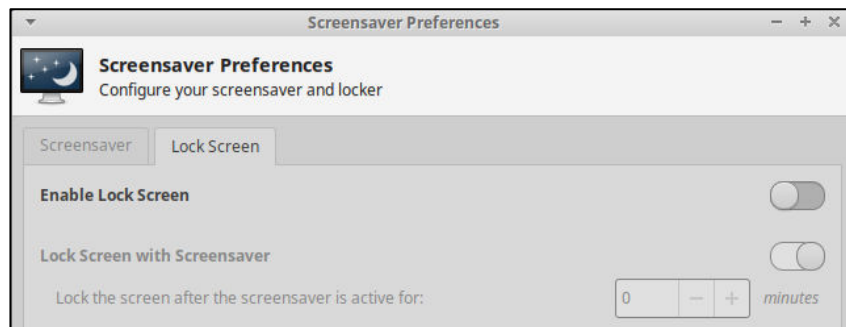 Screensaver Preferences
Screensaver Preferences
Configure your screensaver and locker
Screensaver Lock Screen
Enable Lock Screen
Lock Screen with Screensaver
Lock the screen after the screensaver is active for: 0 − + minutes